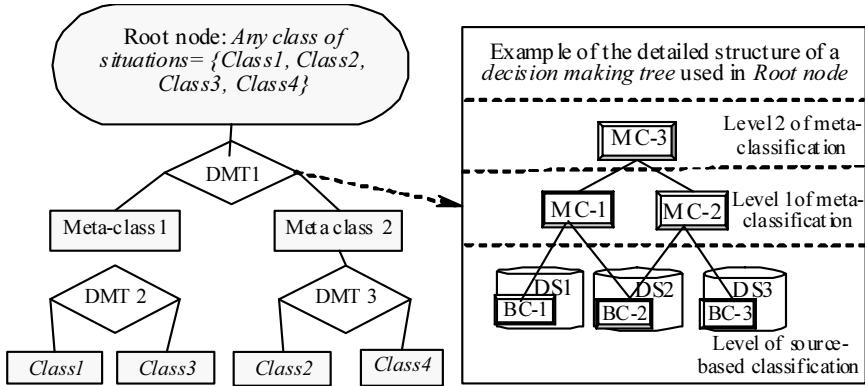 Root node: Any class of
situations= {Class1, Class2,
Class3, Class4}
DMT1
Meta-class 1
Meta class 2
DMT 2
DMT 3
Class1
Class3
Class2
Class4
Example of the detailed structure of a
decision making tree used in Root node
Level 2 of meta-
classification
MC-3
Level 1 of meta-
classification
MC-1
MC-2
DS1
DS2
DS3
BC-1
BC-2
BC-3
Level of source-
based classification